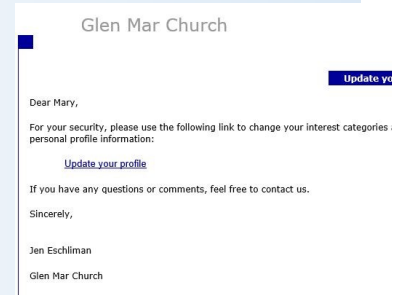 Glen Mar Church
Update yo
Dear Mary,
For your security, please use the following link to change your interest categories
personal profile information:
Update your profile
If you have any questions or comments, feel free to contact us.
Sincerely,
Jen Eschliman
Glen Mar Church